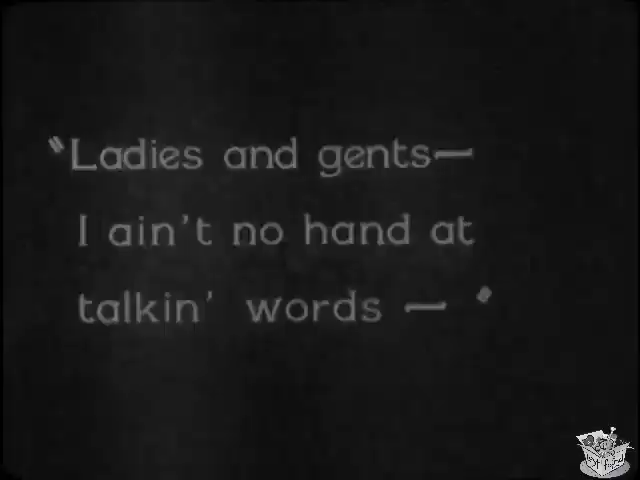 "Ladies and gents—
I ain't no hand at
talkin' words — "